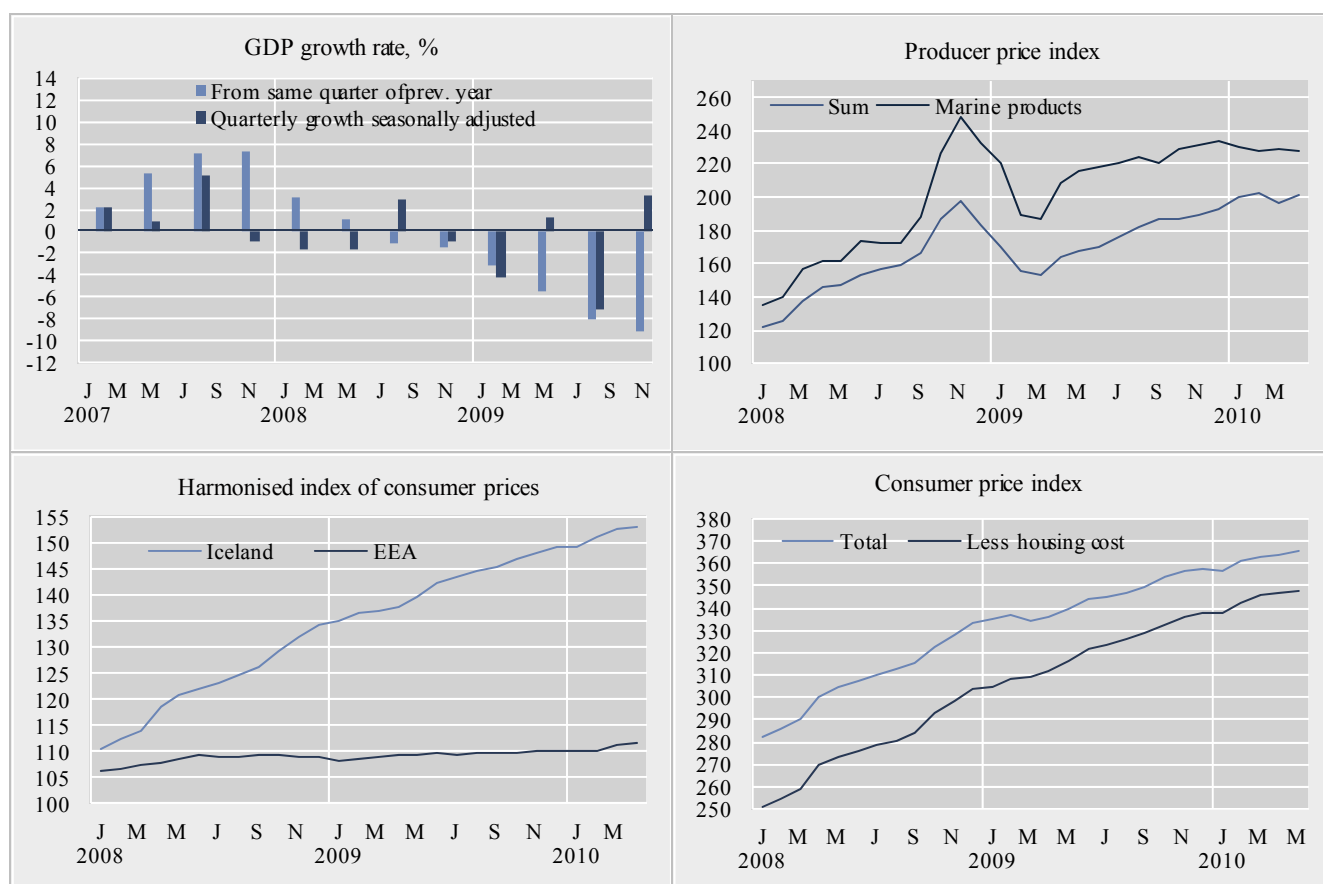 GDP growth rate, %
From same quarter ofprev. year
Quarterly growth seasonally adjusted
14
12
10
8
6
4
2
0
-2
-4
-6
-8
-10
-12
J M M J S N J M M J S N J M M J S N
2007 2008 2009
Producer price index
Sum Marine products
260
240
220
200
180
160
140
120
100
J M M J S N J M M J S N J M
2008 2009 2010
Harmonised index of consumer prices
Iceland EEA
155
150
145
140
135
130
125
120
115
110
105
100
J M M J S N J M M J S N J M
2008 2009 2010
Consumer price index
Total Less housing cost
380
370
360
350
340
330
320
310
300
290
280
270
260
250
J M M J S N J M M J S N J M M
2008 2009 2010